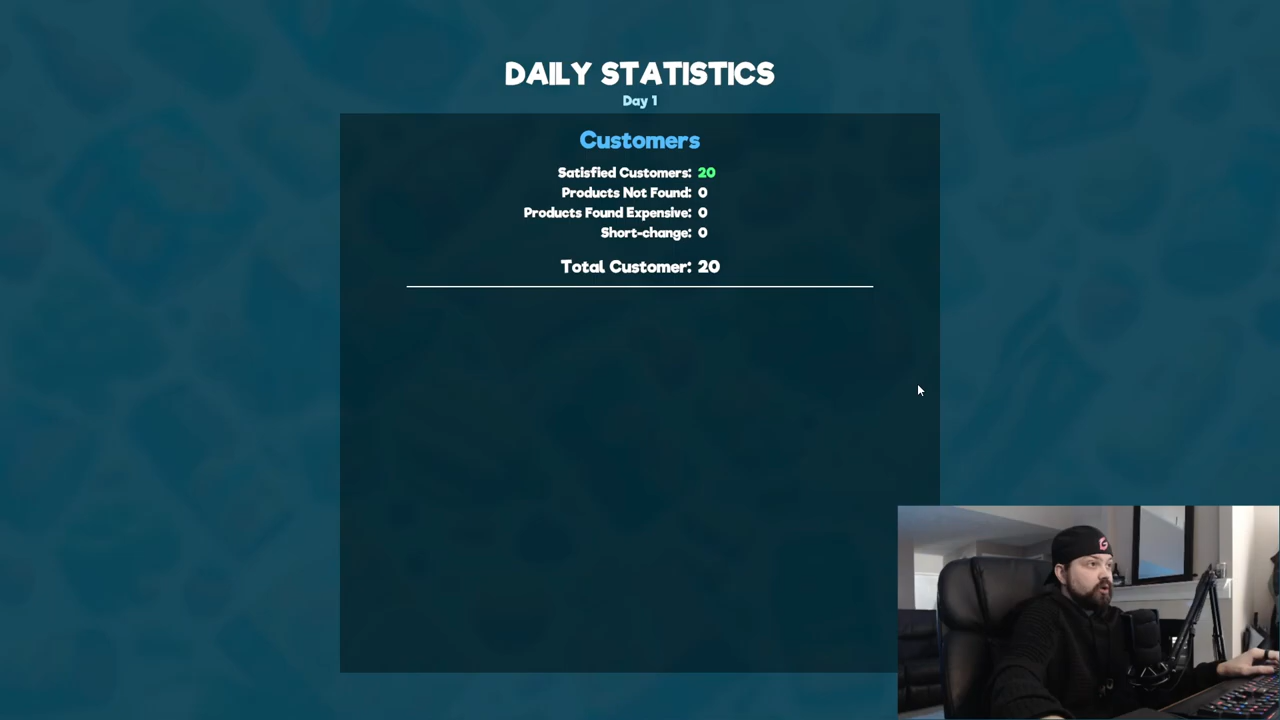 DAILY STATISTICS
Day 1
Customers
Satisfied Customers: 20
Products Not Found: 0
Products Found Expensive: 0
Short-change: 0
Total Customer: 20